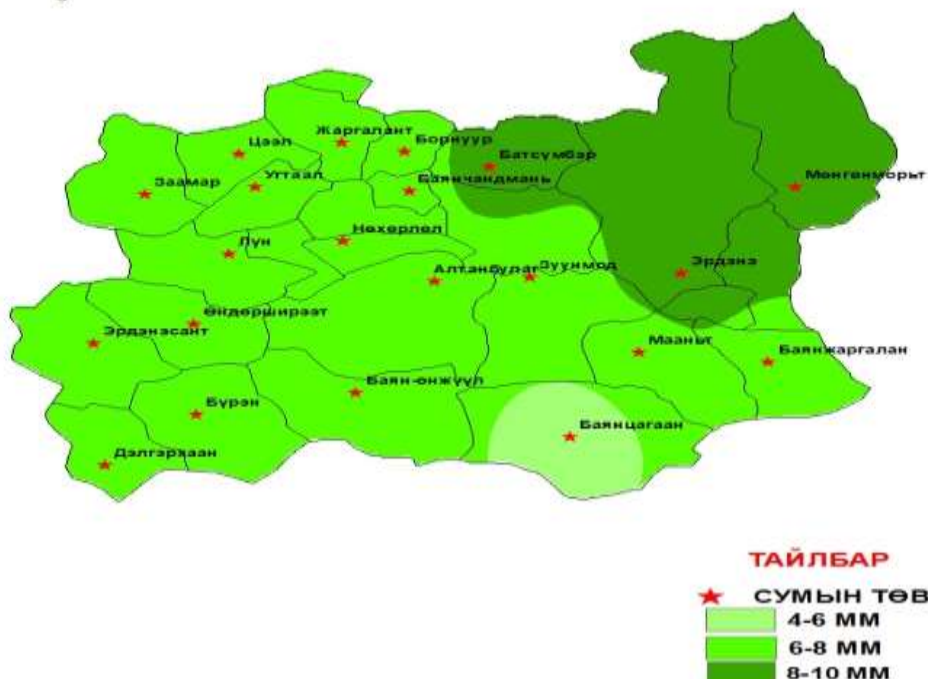 Жаргалант
Борнуур
Цээл
Батсүмбэр
Заамар
Угтаал
Баянчандмань
Мөнгөнморьт
Нөхөрлөл
Лүн
Алтанбулаг
Зуунмод
Эрдэнэ
Өндөрширээт
Эрдэнэсант
Мааньт
Баянжаргалан
Баян-өнжүүл
Бүрэн
Баянцагаан
Дэлгэрхаан
ТАЙЛБАР
СУМЫН ТӨВ
4-6 ММ
6-8 ММ
8-10 ММ